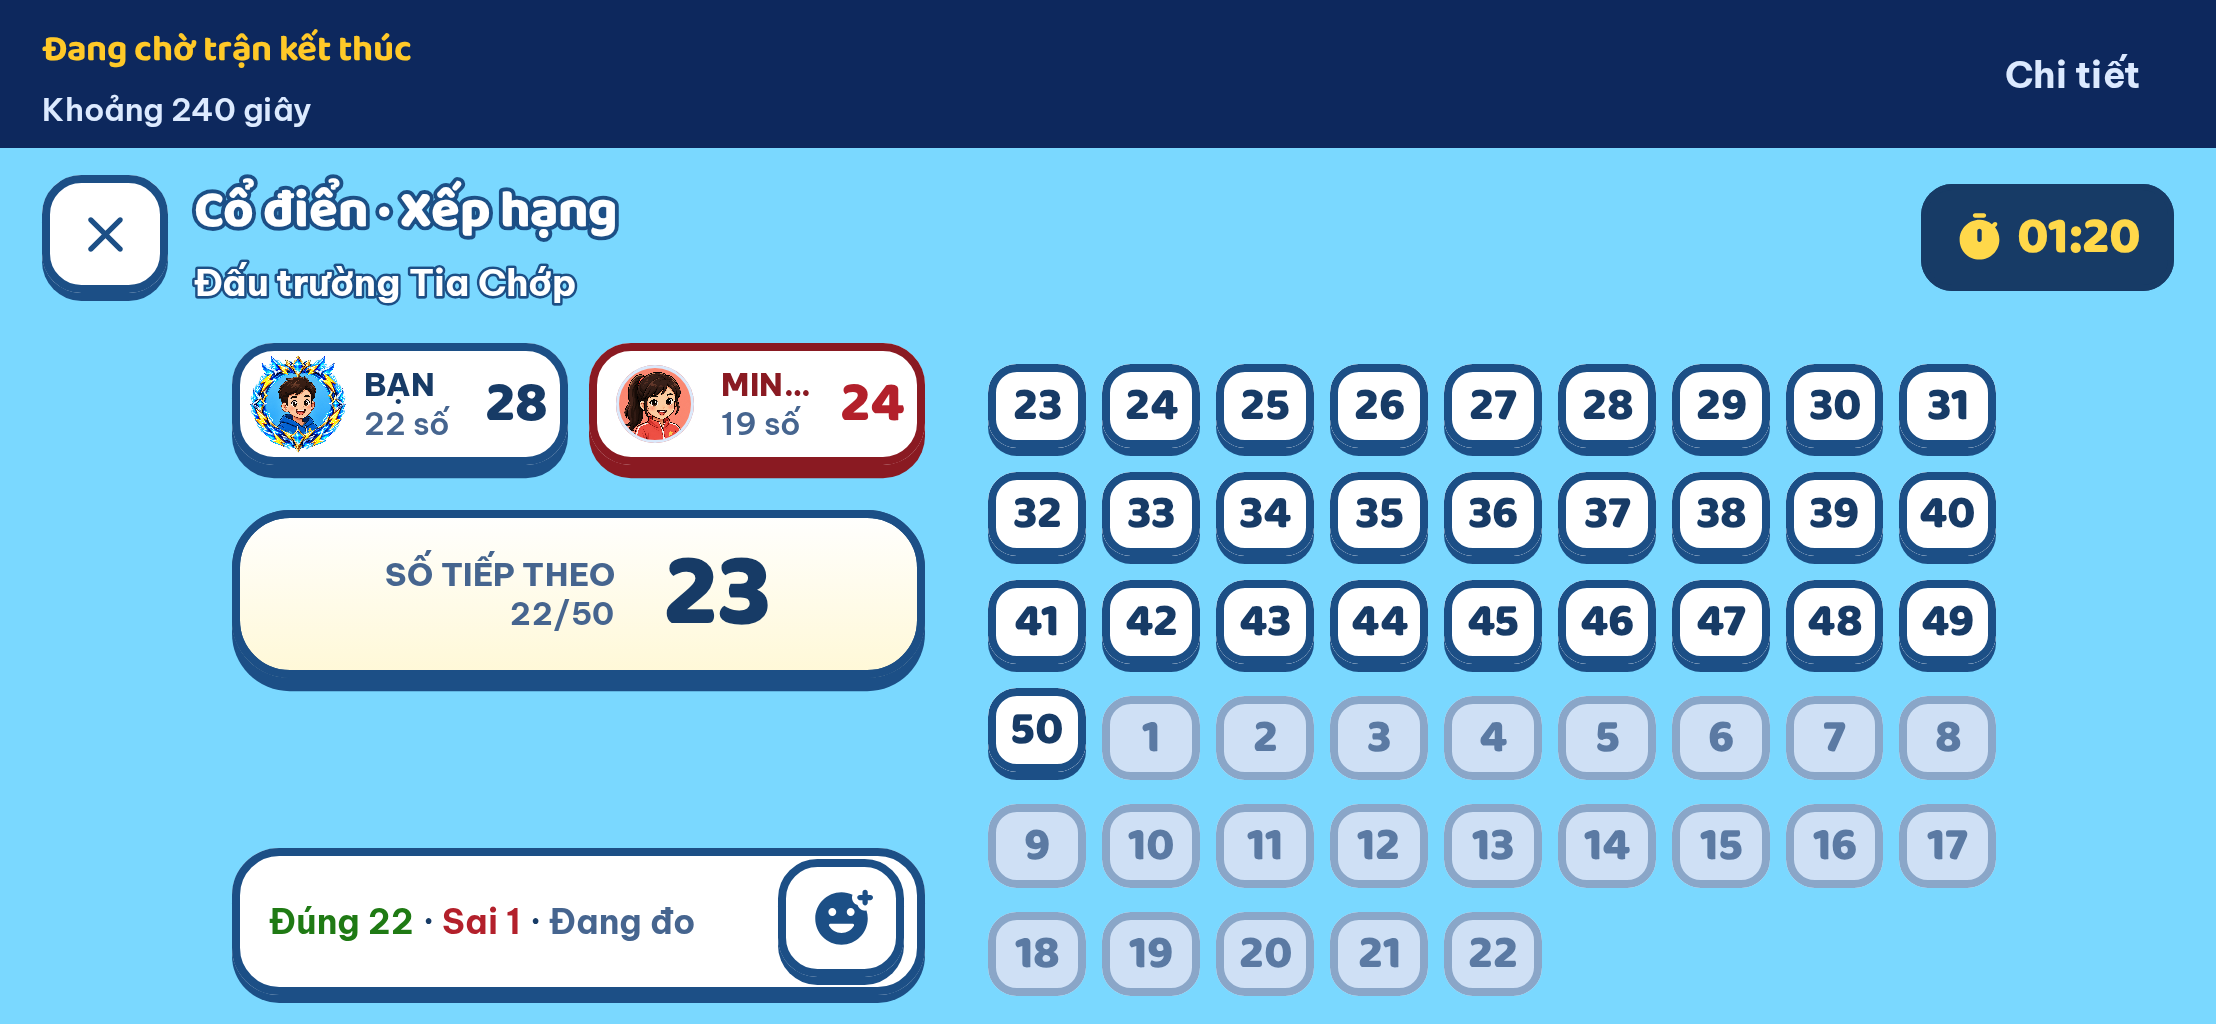 Đang chờ trận kết thúc
Khoảng 240 giây
Chi tiết
Cổ điển · Xếp hạng
Đấu trường Tia Chớp
01:20
BẠN
22 số
28
MIN...
19 số
24
SỐ TIẾP THEO
22/50
23
Đúng 22 · Sai 1 · Đang đo
23 24 25 26 27 28 29 30 31
32 33 34 35 36 37 38 39 40
41 42 43 44 45 46 47 48 49
50 1 2 3 4 5 6 7 8
9 10 11 12 13 14 15 16 17
18 19 20 21 22